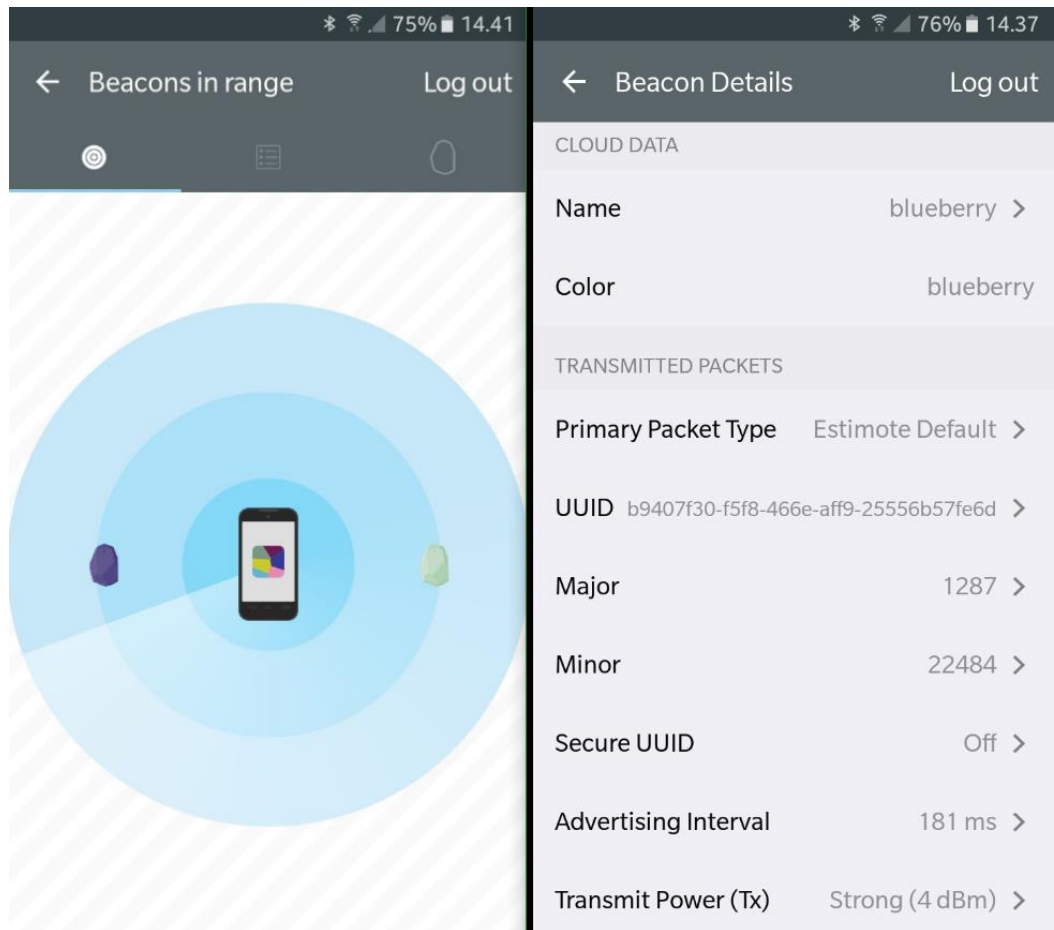 75% 14.41
Beacons in range Log out
76% 14.37
Beacon Details Log out
CLOUD DATA
Name blueberry
Color blueberry
TRANSMITTED PACKETS
Primary Packet Type Estimote Default
UUID b9407f30-f5f8-466e-aff9-25556b57fe6d
Major 1287
Minor 22484
Secure UUID Off
Advertising Interval 181 ms
Transmit Power (Tx) Strong (4 dBm)